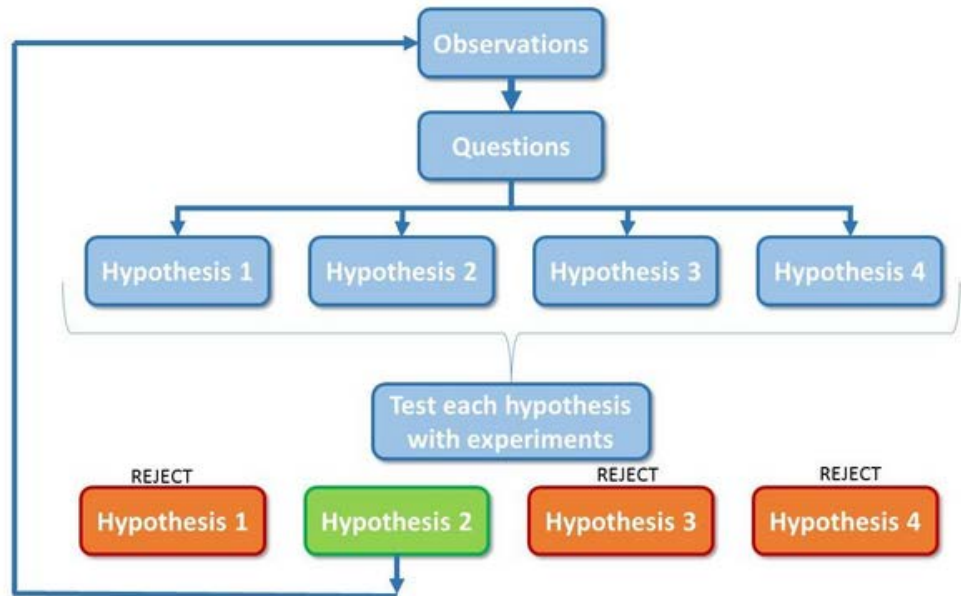 Observations
Questions
Hypothesis 1
Hypothesis 2
Hypothesis 3
Hypothesis 4
Test each hypothesis
with experiments
REJECT
Hypothesis 1
Hypothesis 2
REJECT
Hypothesis 3
REJECT
Hypothesis 4